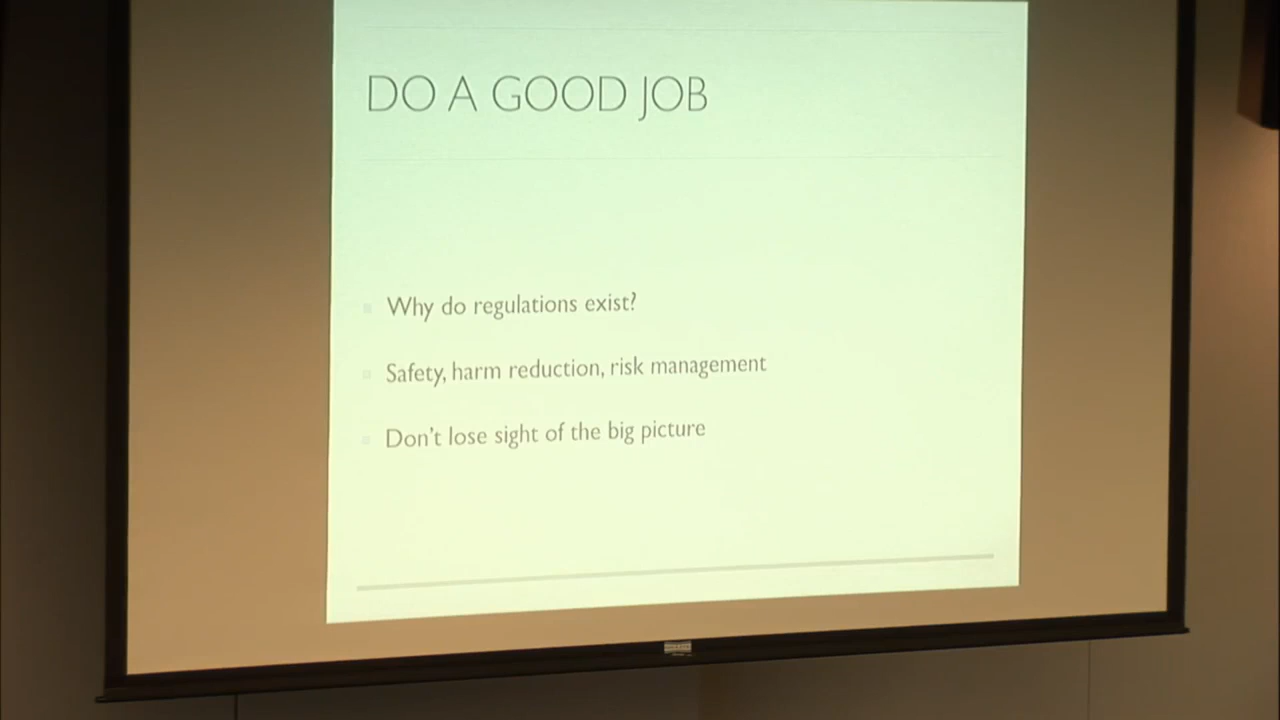 DO A GOOD JOB
Why do regulations exist?
Safety, harm reduction, risk management
Don't lose sight of the big picture